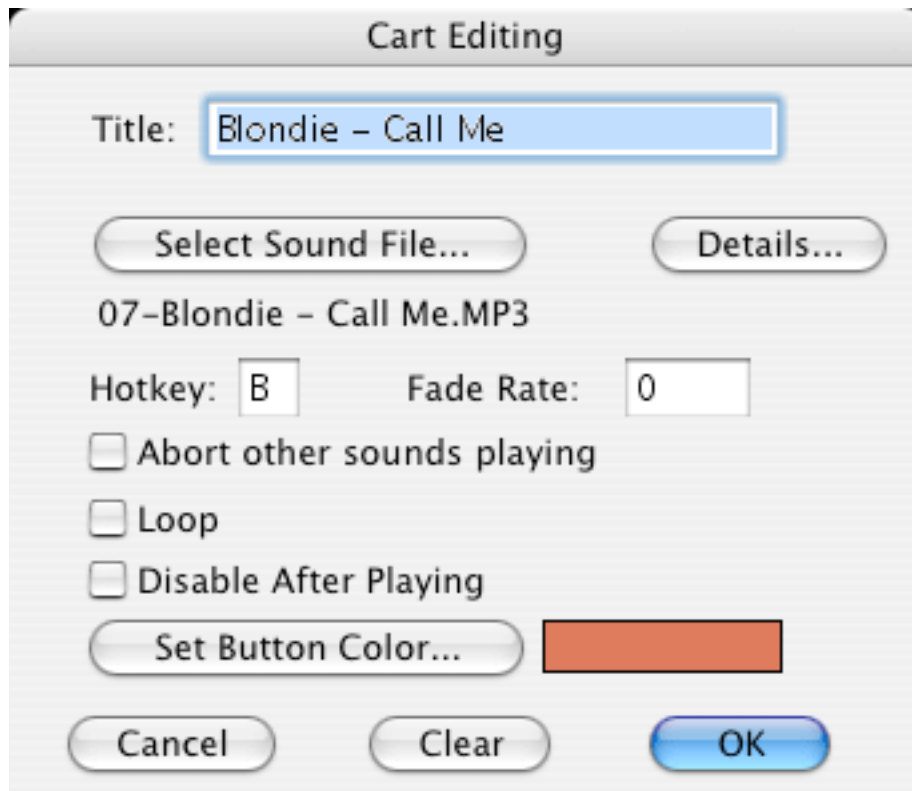 Cart Editing
Title: Blondie – Call Me
Select Sound File... Details...
07–Blondie – Call Me.MP3
Hotkey: B Fade Rate: 0
Abort other sounds playing
Loop
Disable After Playing
Set Button Color...
Cancel Clear OK